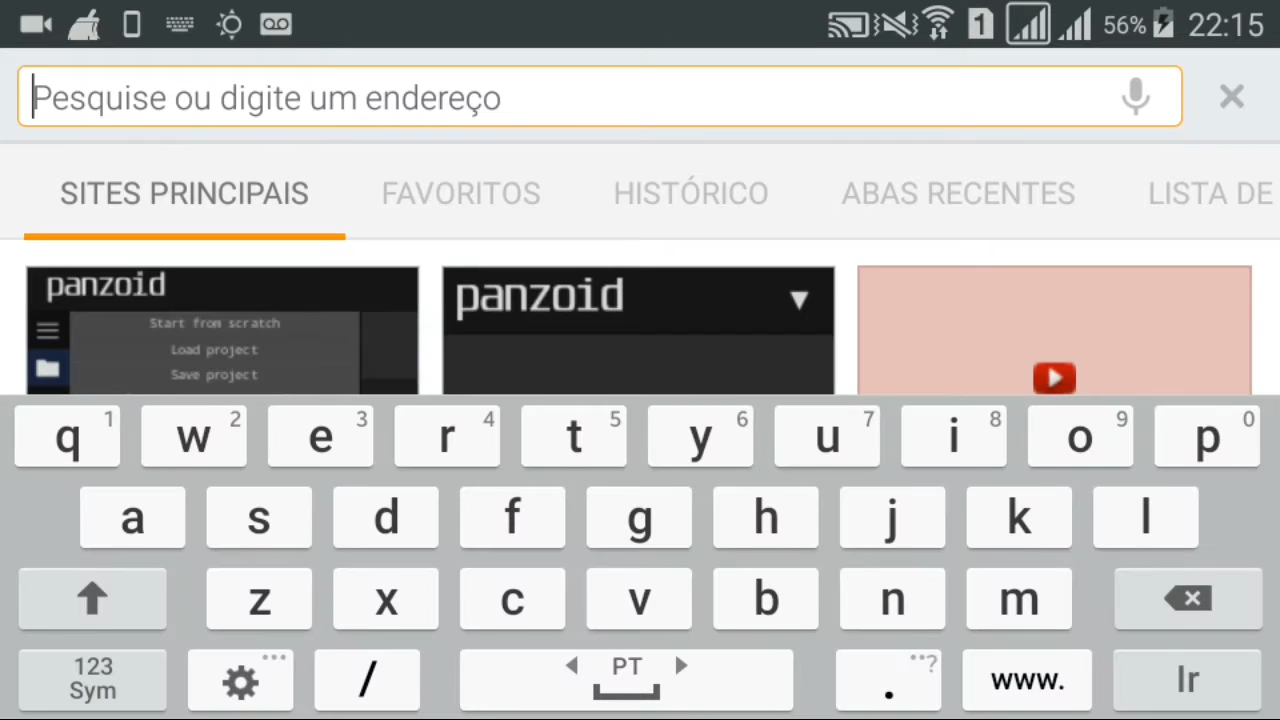 1 56% 22:15
Pesquise ou digite um endereço
SITES PRINCIPAIS FAVORITOS HISTÓRICO ABAS RECENTES LISTA DE
panzoid panzoid
Start from scratch
Load project
Save project
q 1 w 2 e 3 r 4 t 5 y 6 u 7 i 8 o 9 p 0
a s d f g h j k l
z x c v b n m
123 Sym / PT . ? www. Ir